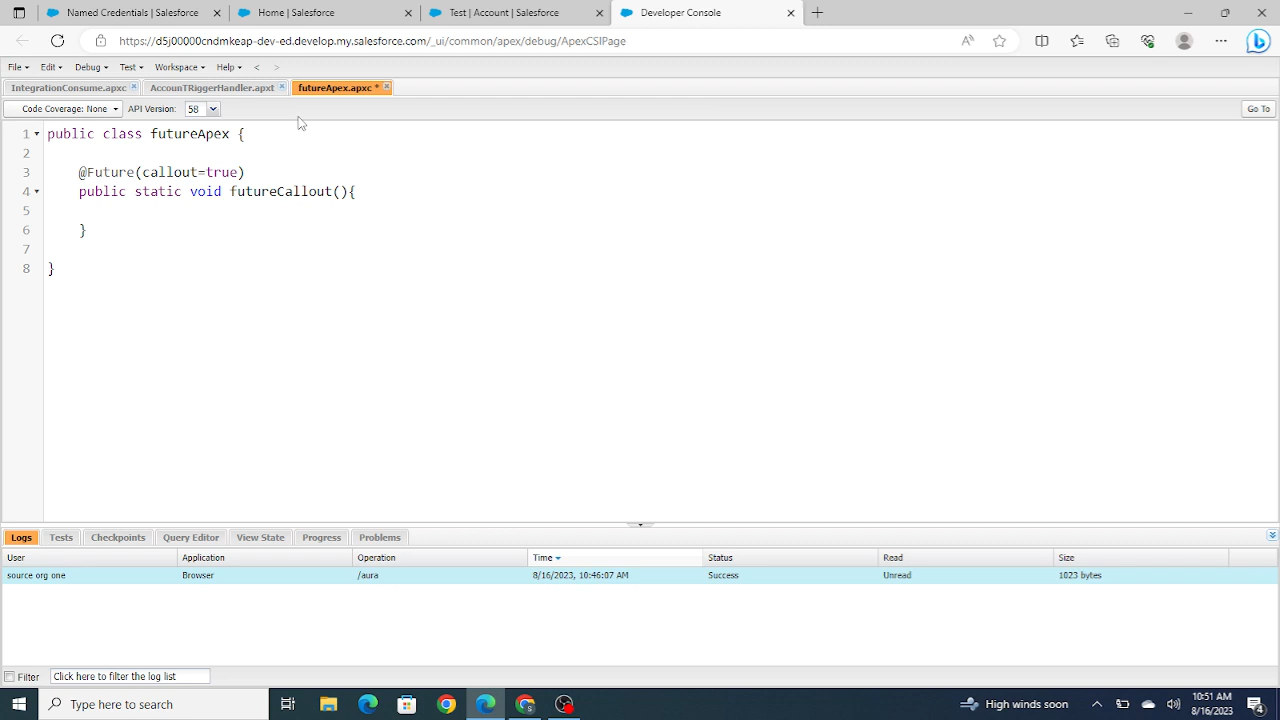 Named Credentials | Salesforce
Home | Salesforce
Test | Account | Salesforce
Developer Console
https://d5j00000cndmkeap-dev-ed.develop.my.salesforce.com/_ui/common/apex/debug/ApexCSIPage
File Edit Debug Test Workspace Help < >
IntegrationConsume.apxc AccounTRiggerHandler.apxt futureApex.apxc *
Code Coverage: None API Version: 58 Go To
1 public class futureApex {
2
3 @Future(callout=true)
4 public static void futureCallout(){
5
6 }
7
8 }
Logs Tests Checkpoints Query Editor View State Progress Problems
User Application Operation Time Status Read Size
source org one Browser /aura 8/16/2023, 10:46:07 AM Success Unread 1023 bytes
Filter Click here to filter the log list
Type here to search
High winds soon
10:51 AM
8/16/2023
4